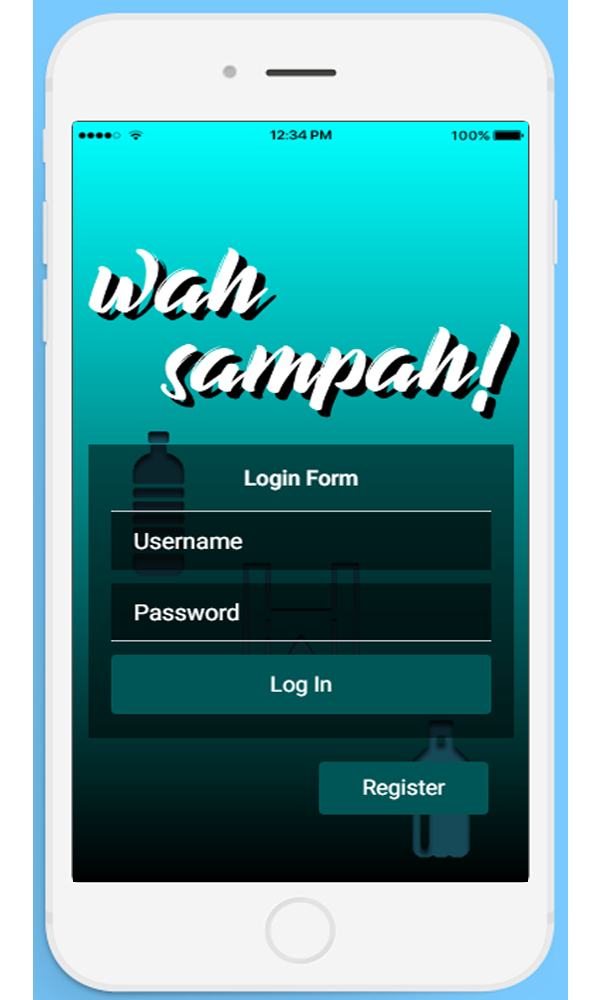 12:34 PM 100%
wah
sampah!
Login Form
Username
Password
Log In
Register